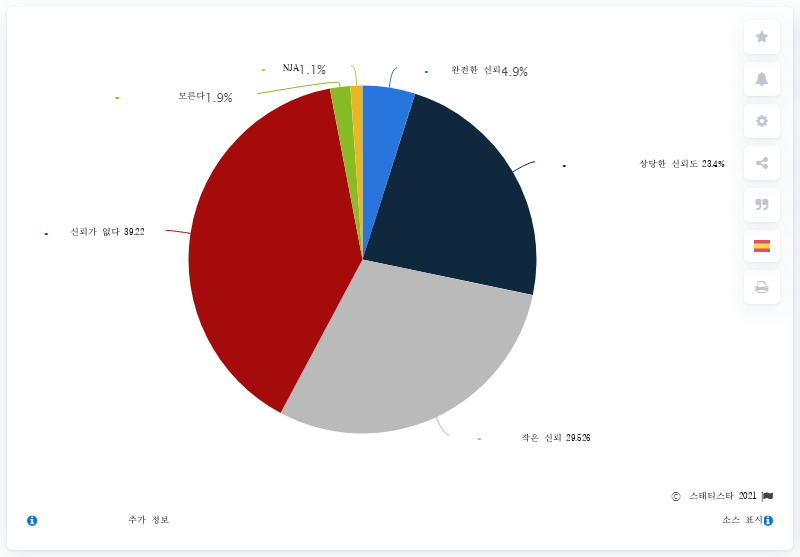 NJA1.1%
완전한 신뢰4.9%
모른다1.9%
상당한 신뢰도 23.4%
신뢰가 없다 39.22
작은 신뢰 29.526
© 스태티스타 2021
추가 정보
소스 표시